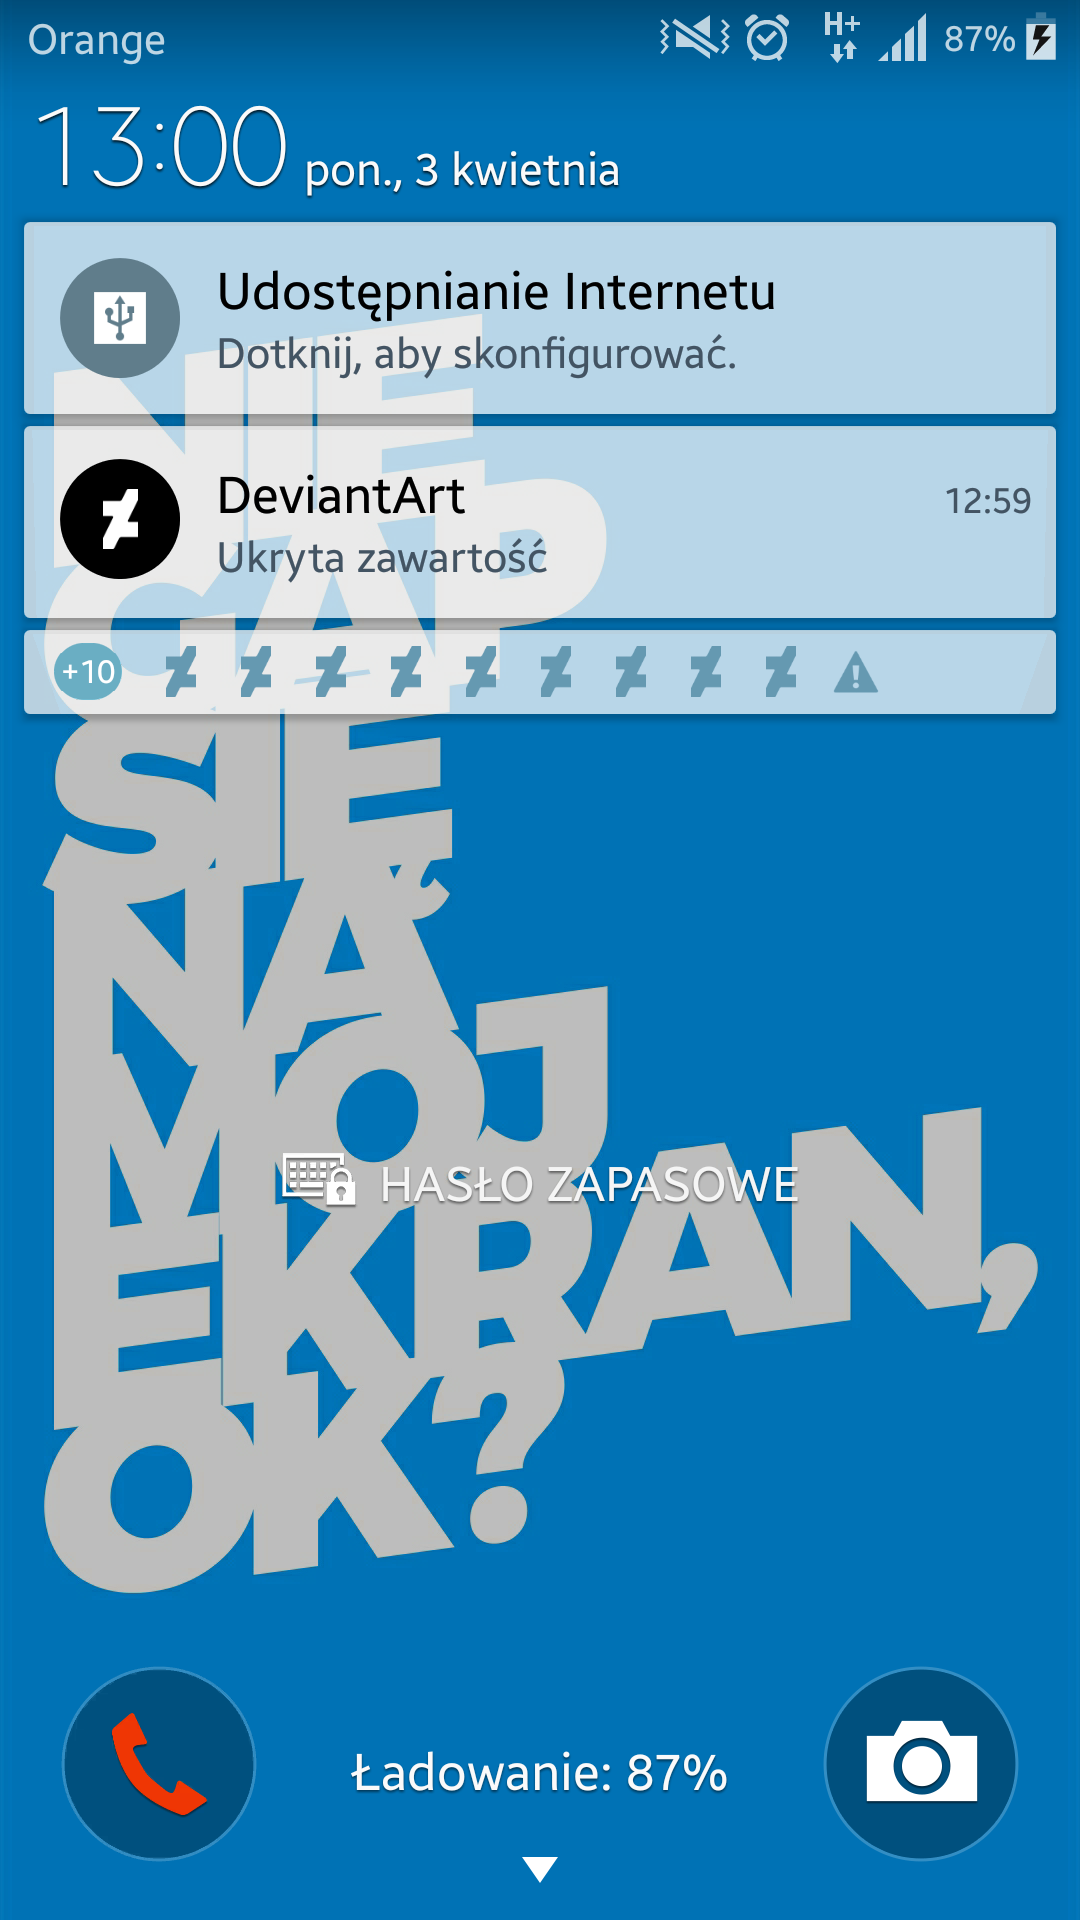 Orange
H+
87%
13:00 pon., 3 kwietnia
Udostępnianie Internetu
Dotknij, aby skonfigurować.
DeviantArt
12:59
Ukryta zawartość
+10
NIE
GAP
SIĘ
NA
MÓJ
EKRAN,
OK?
HASŁO ZAPASOWE
Ładowanie: 87%